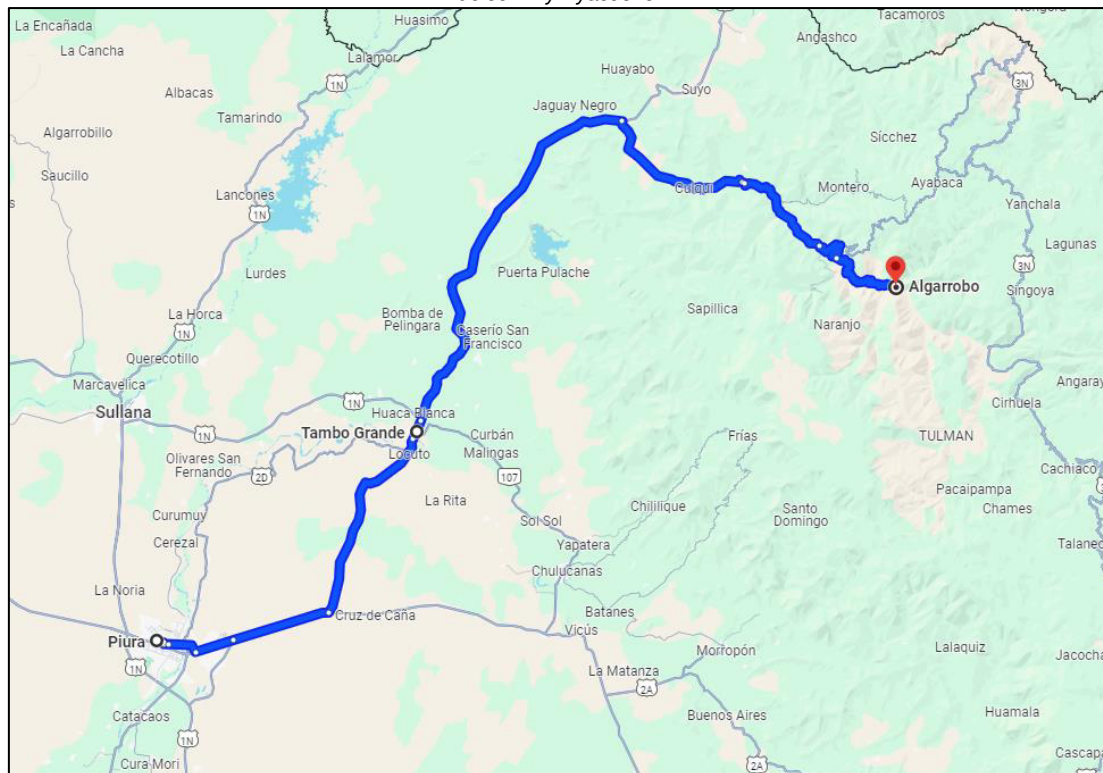 La Encañada
Huasimo
Tacamoros
La Cancha
Lalamor
Angashco
1N
Huayabo
3N
Albacas
Suyo
Tamarindo
Jaguay Negro
Algarrobillo
Sícchez
Saucillo
Montero
Ayabaca
Lancones
1N
Yanchala
Lagunas
Puerta Pulache
3N
Lurdes
Singoya
Algarrobo
Bomba de
Pelingara
Sapillica
La Horca
Naranjo
1N
Caserío San
Francisco
Querecotillo
Marcavelica
Angaray
Sullana
1N
Huaca Blanca
Cirhuela
Tambo Grande
Curbán
Frías
1N
Locuto
Malingas
TULMAN
Olivares San
Fernando
2D
107
Cachiaco
La Rita
Pacaipampa
Chames
Curumuy
Chililique
Santo
Domingo
Sol Sol
Cerezal
Yapatera
Talaneo
La Noria
Chulucanas
Cruz de Caña
Batanes
Piura
Vicús
1N
Morropón
Lalaquiz
Jacocha
La Matanza
2A
Catacaos
Buenos Aires
Huamala
1N
Cura Mori
2A
Cascapa